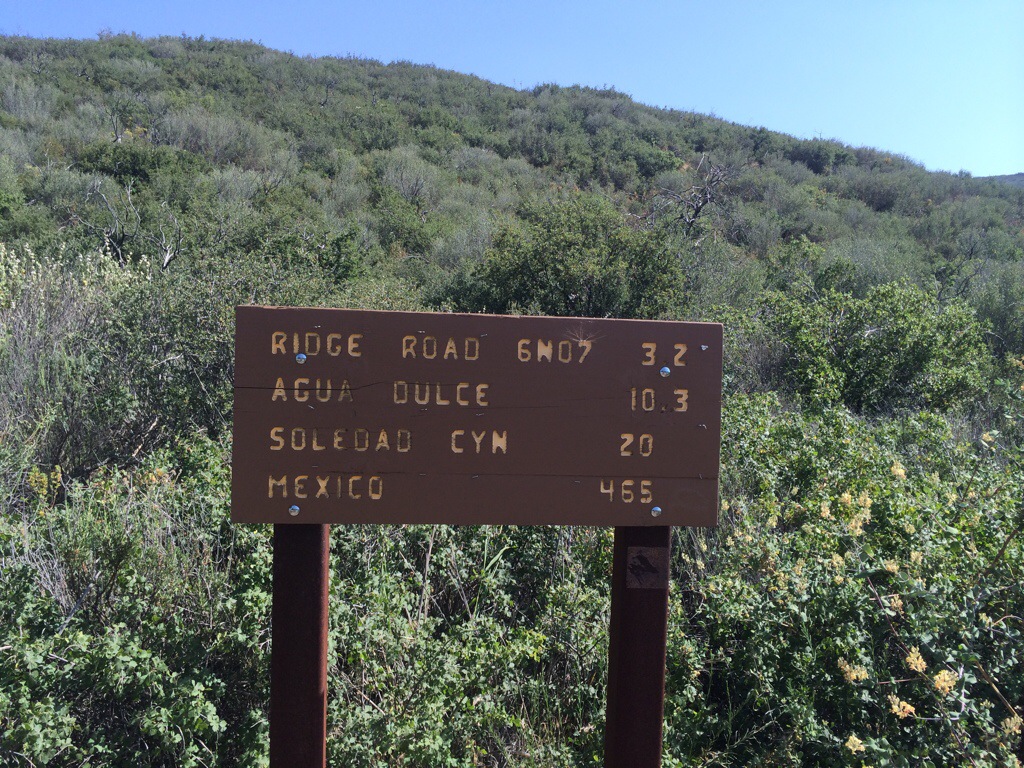 RIDGE ROAD 6N07 3.2
AGUA DULCE 10.3
SOLEDAD CYN 20
MEXICO 465